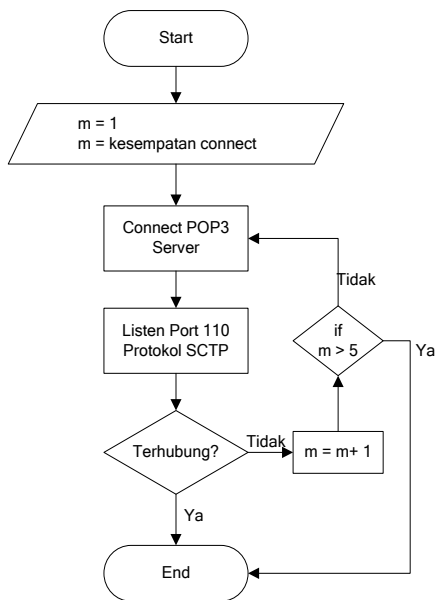 Start
m = 1
m = kesempatan connect
Connect POP3
Server
Listen Port 110
Protokol SCTP
Terhubung?
Tidak
m = m+ 1
if
m > 5
Tidak
Ya
Ya
End